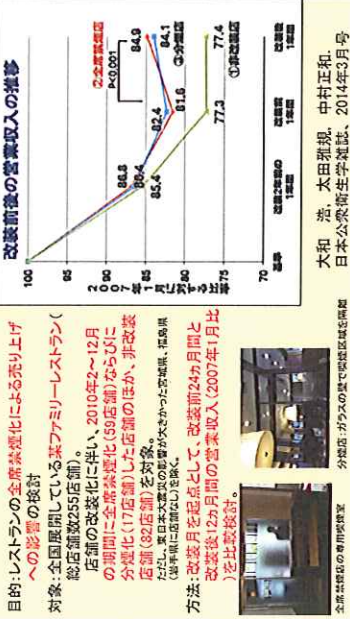 目的：レストランの全席禁煙化による売り上げ
への影響の検討
対象：全国展開している某ファミリーレストラン（
総店舗数255店舗）。
店舗の改装化に伴い、2010年2～12月
の期間に全席禁煙化（59店舗）ならびに
分煙化（17店舗）した店舗のほか、非改装
店舗（82店舗）を対象。
ただし、東日本大震災の影響が大きかった宮城県、福島県
（岩手県に店舗なし）を除く。
方法：改装月を起点として、改装前24カ月間と
改装後12カ月間の営業収入（2007年1月比
）を比較検討。
全席禁煙店の専用喫煙室
分煙店：ガラスの壁で喫煙区域を隔離
改装前後の営業収入の推移
2007年1月に対する比率
100
95
90
85
80
75
70
86.8
86.4
85.4
82.4
81.6
77.3
P<0.001
②全席禁煙店
84.9
84.1
③分煙店
①非改装店
77.4
基準
改装2年前の
1年間
改装前
1年間
改装後
1年間
大和 浩、太田雅規、中村正和.
日本公衆衛生学雑誌、2014年3月号